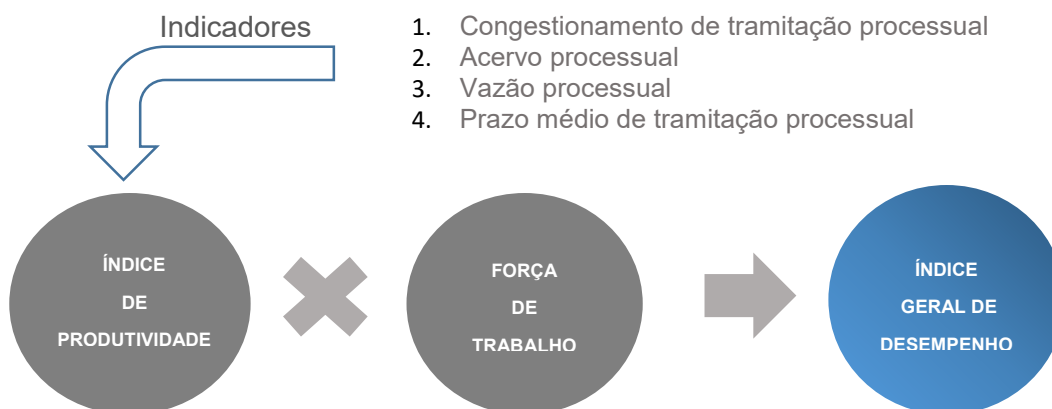 Indicadores
1. Congestionamento de tramitação processual
2. Acervo processual
3. Vazão processual
4. Prazo médio de tramitação processual
ÍNDICE
DE
PRODUTIVIDADE
FORÇA
DE
TRABALHO
ÍNDICE
GERAL DE
DESEMPENHO